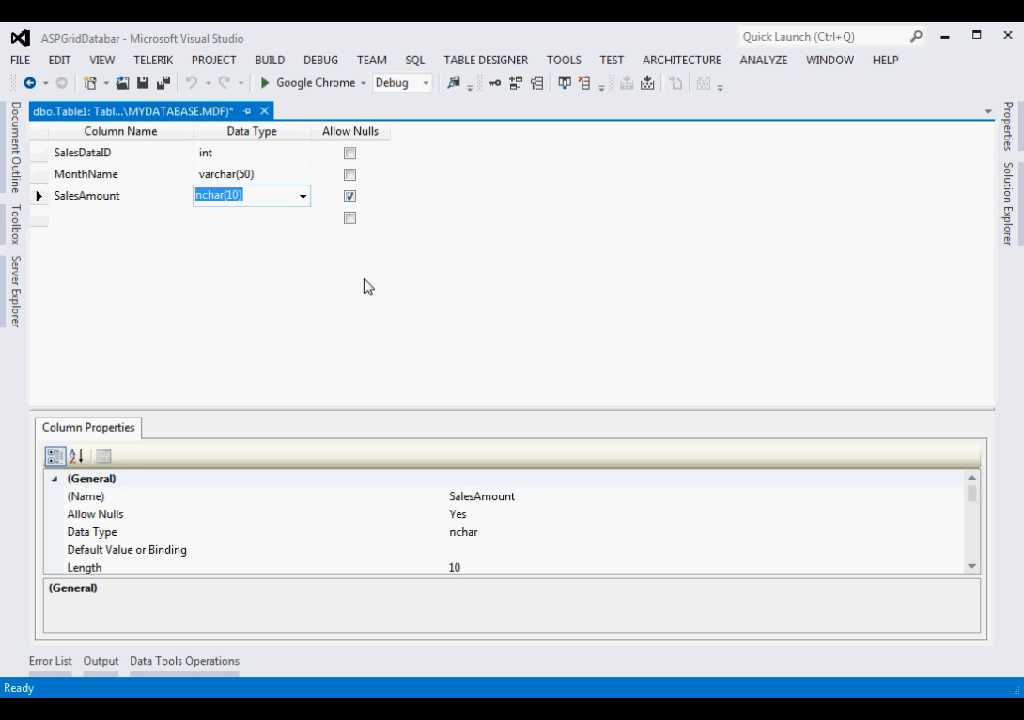 ASPGridDatabar - Microsoft Visual Studio
Quick Launch (Ctrl+Q)
FILE EDIT VIEW TELERIK PROJECT BUILD DEBUG TEAM SQL TABLE DESIGNER TOOLS TEST ARCHITECTURE ANALYZE WINDOW HELP
Google Chrome Debug
dbo.Table1: Tabl...\MYDATABASE.MDF)*
Column Name Data Type Allow Nulls
SalesDataID int
MonthName varchar(50)
SalesAmount nchar(10)
Document Outline
Toolbox
Server Explorer
Properties
Solution Explorer
Column Properties
(General)
(Name) SalesAmount
Allow Nulls Yes
Data Type nchar
Default Value or Binding
Length 10
(General)
Error List Output Data Tools Operations
Ready